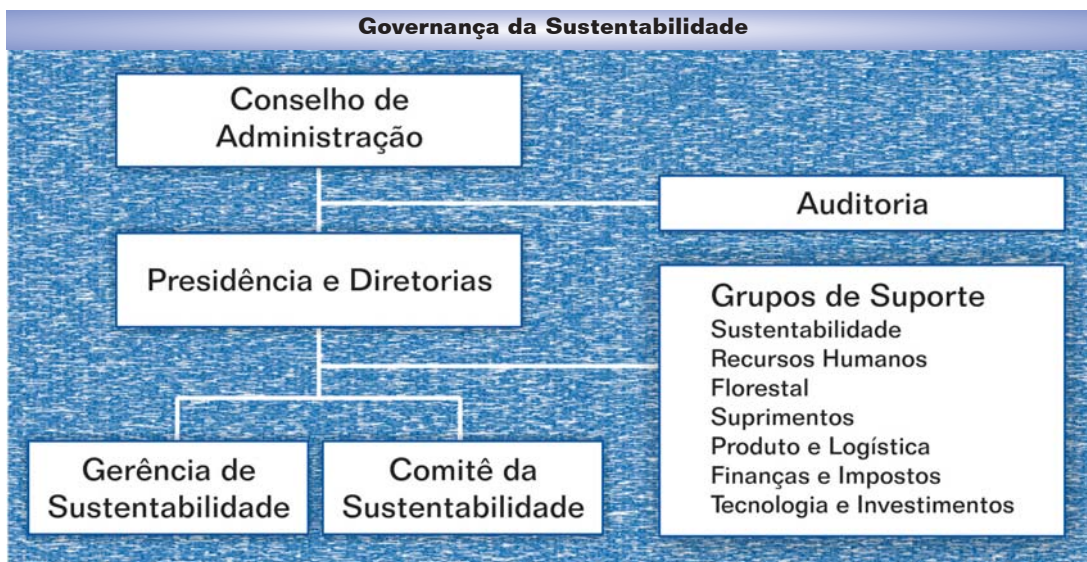 Governança da Sustentabilidade
Conselho de
Administração
Auditoria
Presidência e Diretorias
Grupos de Suporte
Sustentabilidade
Recursos Humanos
Florestal
Suprimentos
Produto e Logística
Finanças e Impostos
Tecnologia e Investimentos
Gerência de
Sustentabilidade
Comitê da
Sustentabilidade